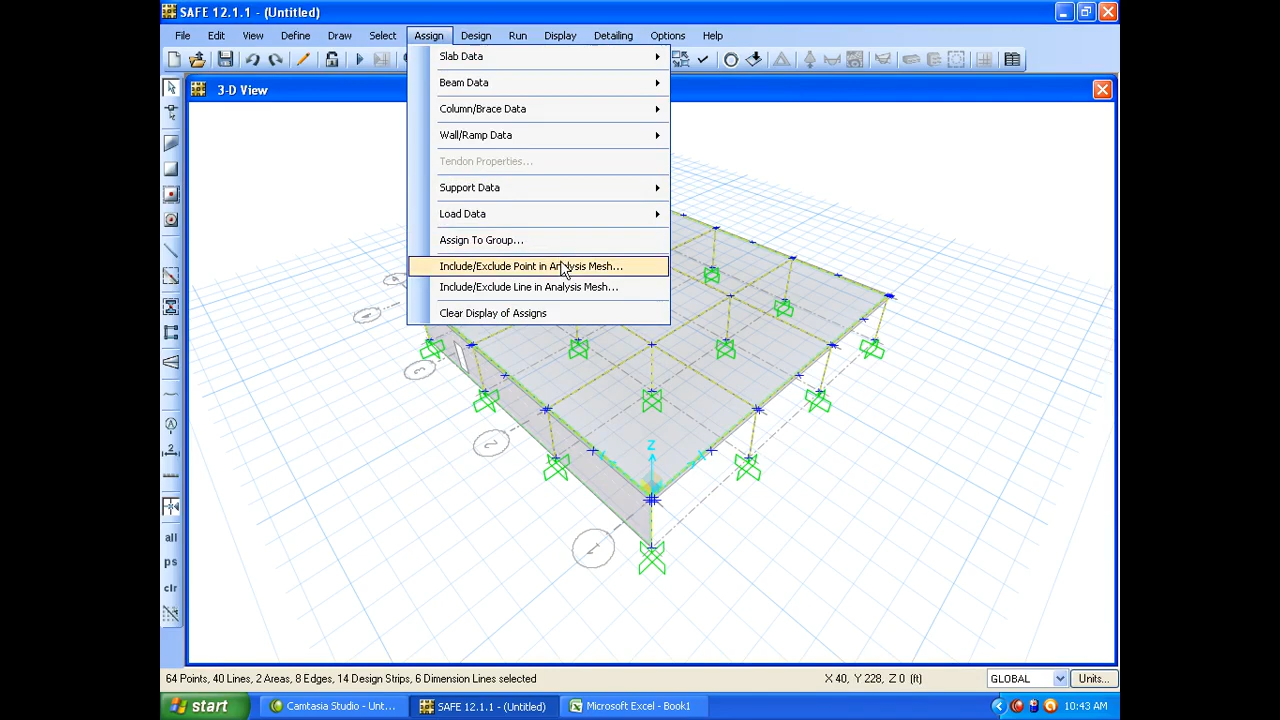 SAFE 12.1.1 - (Untitled)
File Edit View Define Draw Select Assign Design Run Display Detailing Options Help
3-D View
Slab Data
Beam Data
Column/Brace Data
Wall/Ramp Data
Tendon Properties...
Support Data
Load Data
Assign To Group...
Include/Exclude Point in Analysis Mesh...
Include/Exclude Line in Analysis Mesh...
Clear Display of Assigns
Z
3
2
1
2
all
ps
clr
64 Points, 40 Lines, 2 Areas, 8 Edges, 14 Design Strips, 6 Dimension Lines selected
X 40, Y 228, Z 0 (ft)
GLOBAL
Units...
start
Camtasia Studio - Unt...
SAFE 12.1.1 - (Untitled)
Microsoft Excel - Book1
10:43 AM